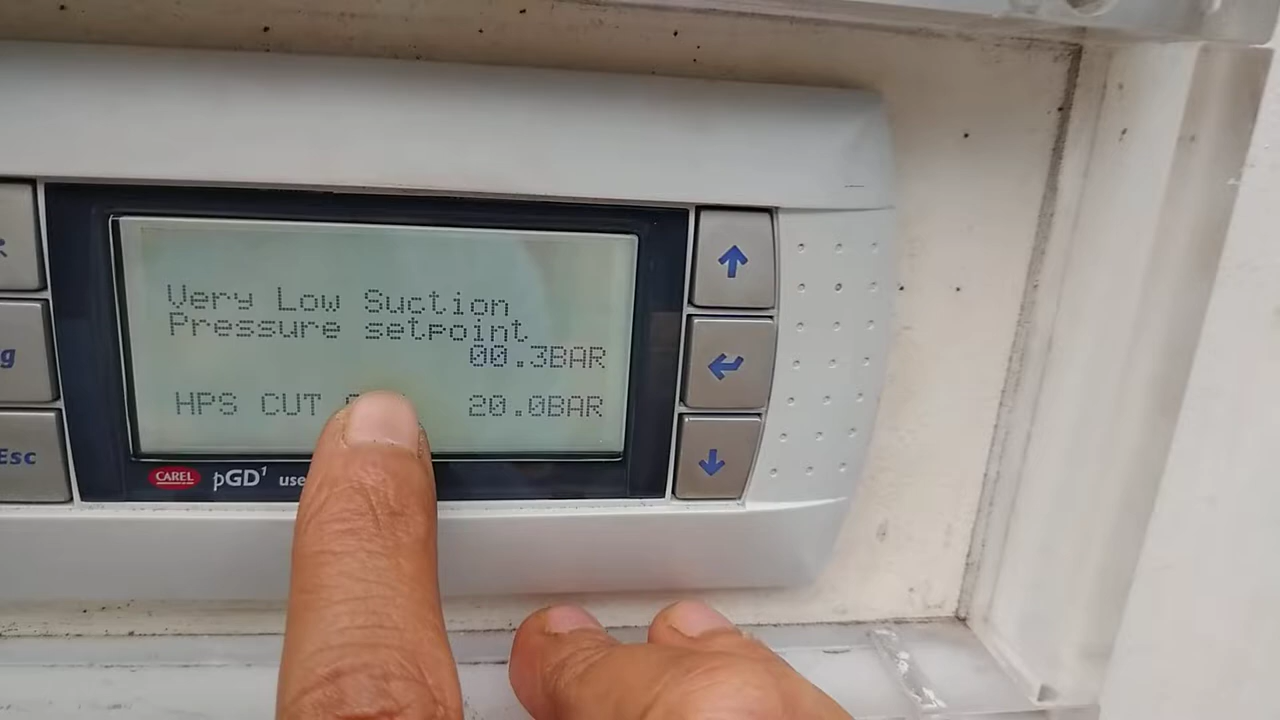 Very Low Suction
Pressure setpoint
00.3BAR
HPS CUT 20.0BAR
CAREL pGD1
Esc